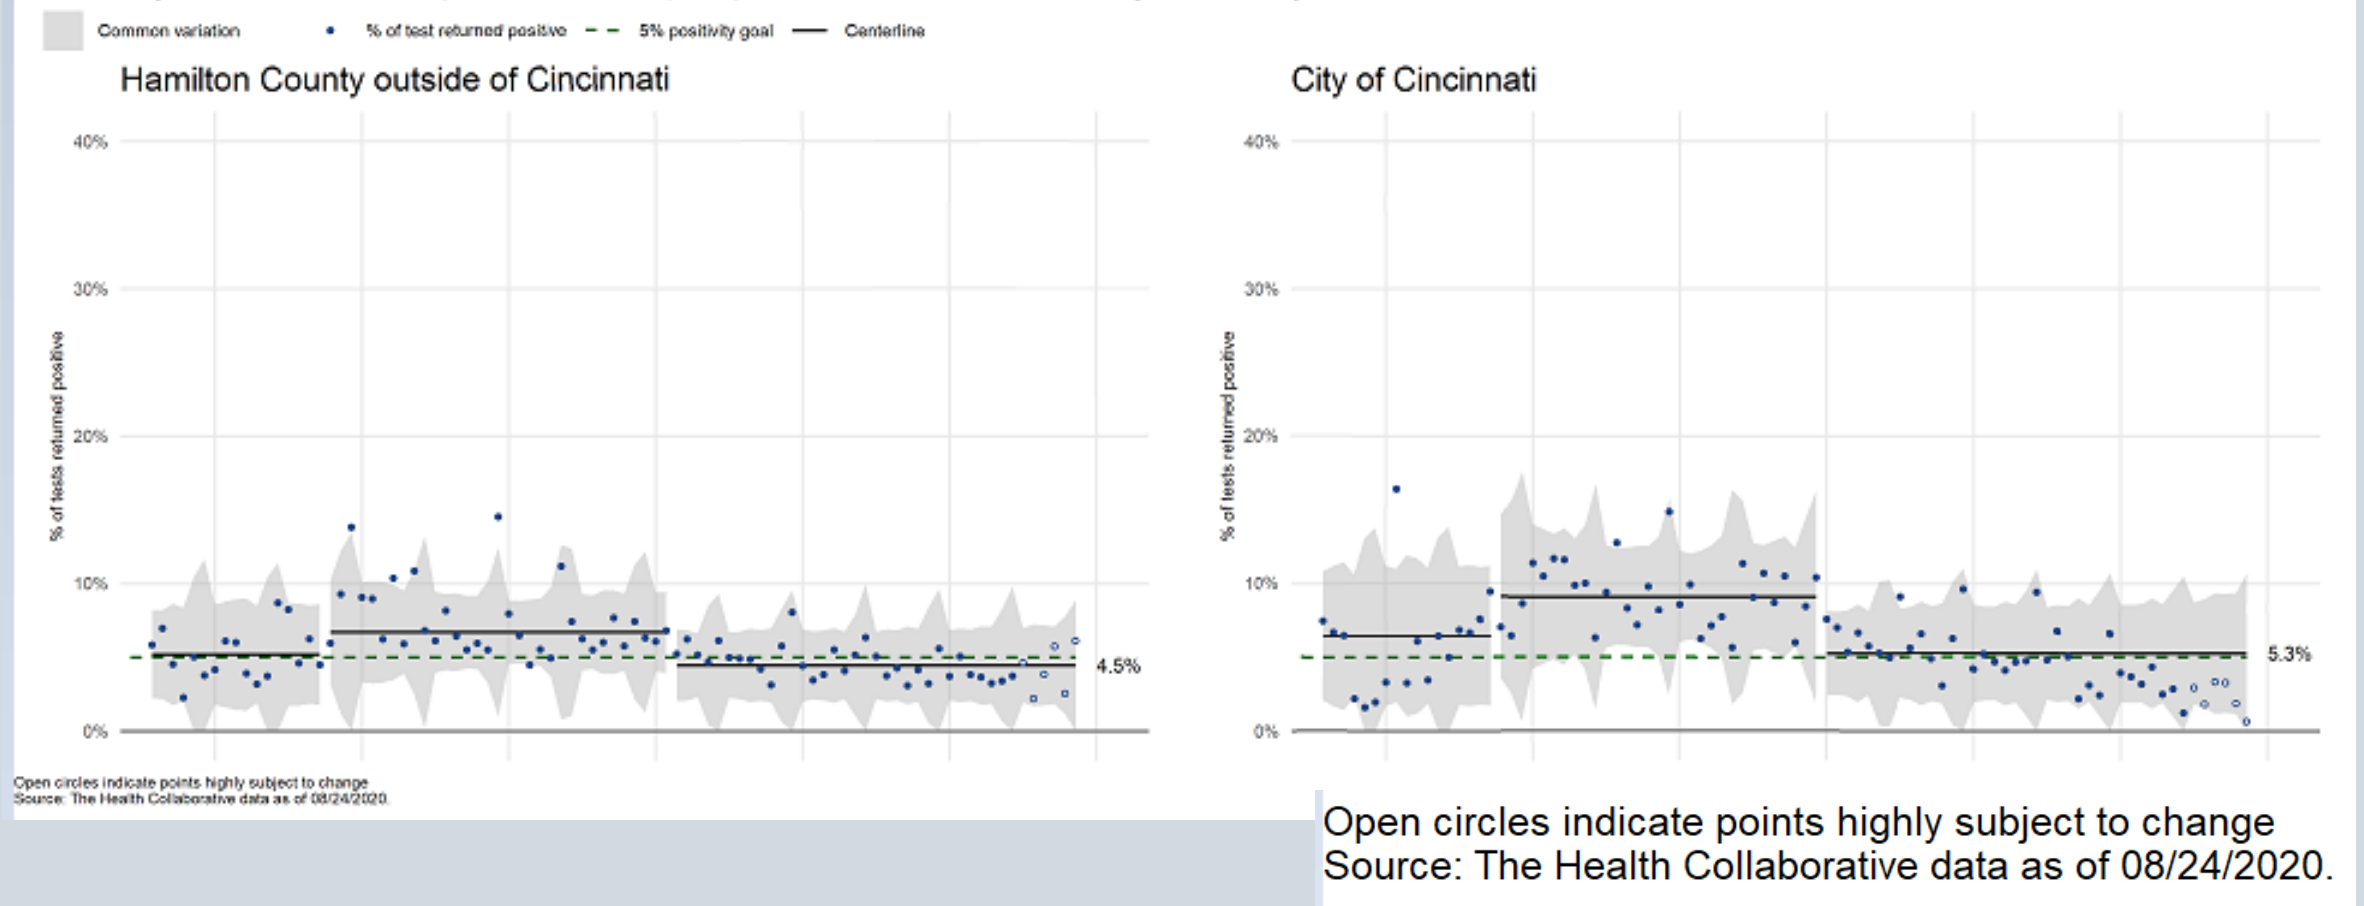 Common variation % of test returned positive 5% positivity goal Centerline
Hamilton County outside of Cincinnati
40%
30%
20%
10%
0%
% of tests returned positive
4.5%
Open circles indicate points highly subject to change
Source: The Health Collaborative data as of 08/24/2020.
City of Cincinnati
40%
30%
20%
10%
0%
% of tests returned positive
5.3%
Open circles indicate points highly subject to change
Source: The Health Collaborative data as of 08/24/2020.